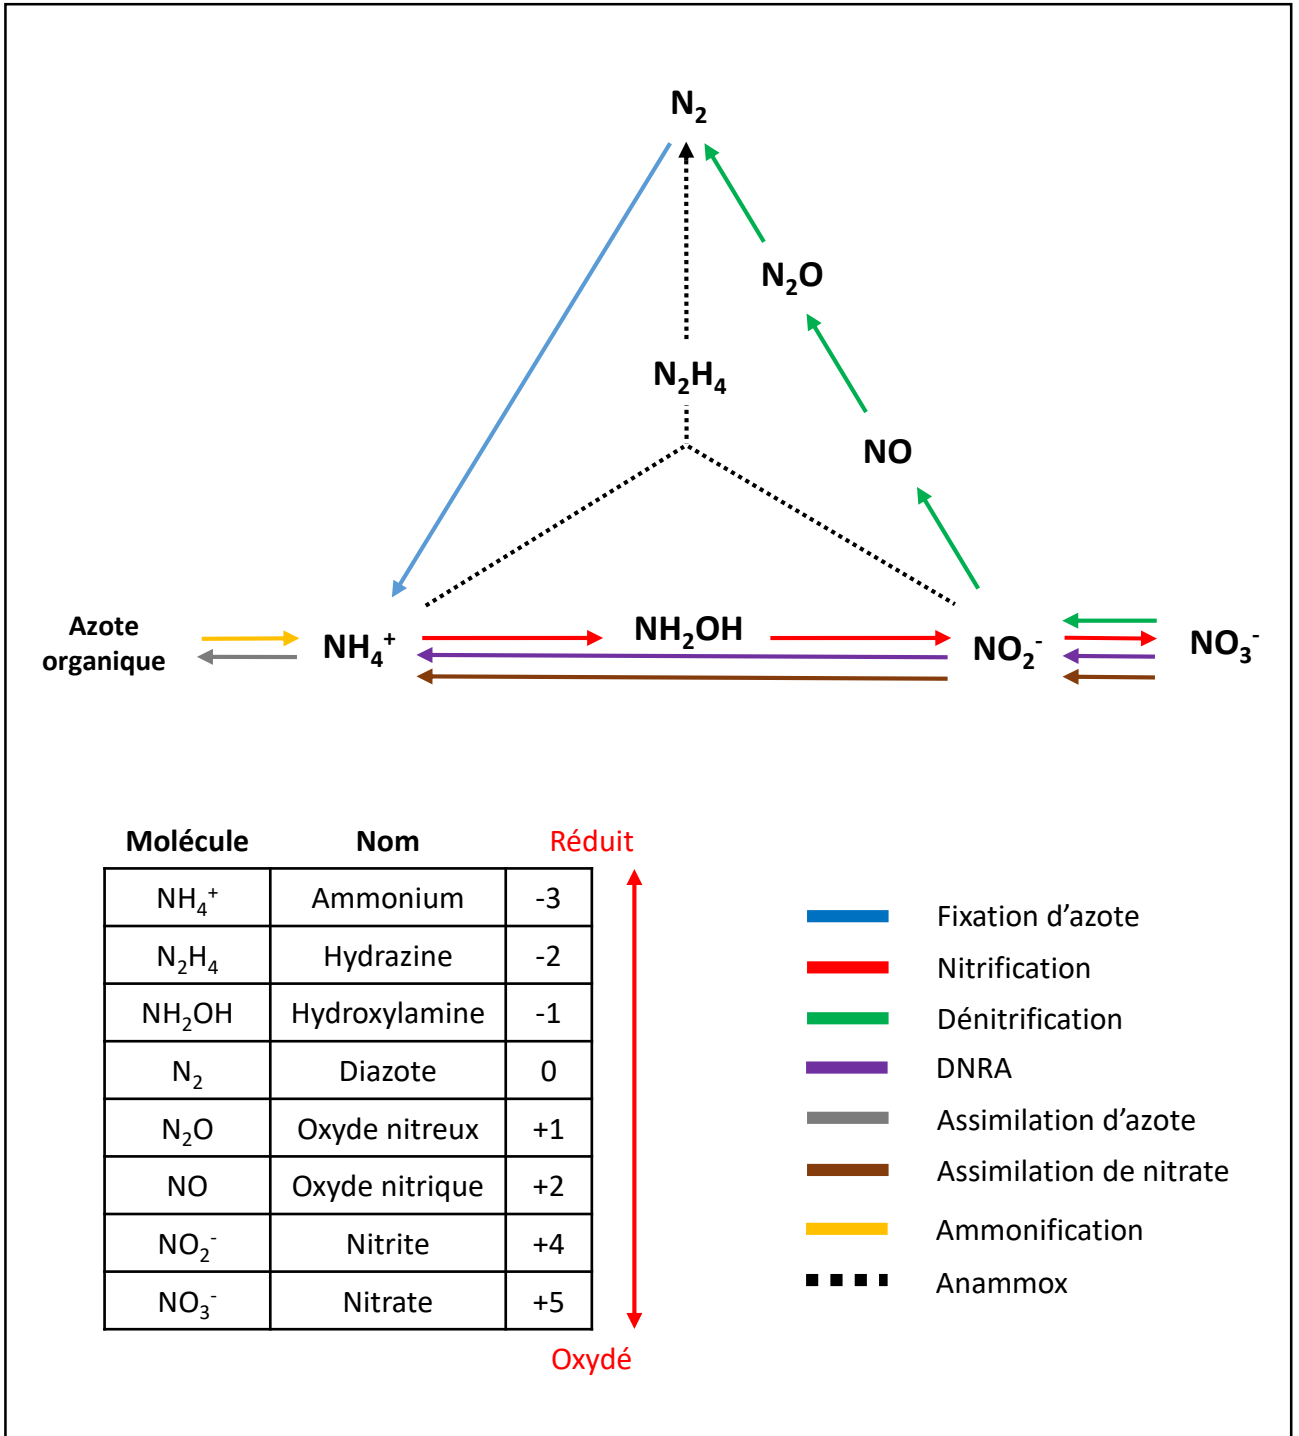 N₂
N₂O
N₂H₄
NO
Azote
organique
NH₄⁺
NH₂OH
NO₂⁻
NO₃⁻
Molécule Nom Réduit
NH₄⁺ Ammonium -3
N₂H₄ Hydrazine -2
NH₂OH Hydroxylamine -1
N₂ Diazote 0
N₂O Oxyde nitreux +1
NO Oxyde nitrique +2
NO₂⁻ Nitrite +4
NO₃⁻ Nitrate +5
Oxydé
Fixation d'azote
Nitrification
Dénitrification
DNRA
Assimilation d'azote
Assimilation de nitrate
Ammonification
Anammox